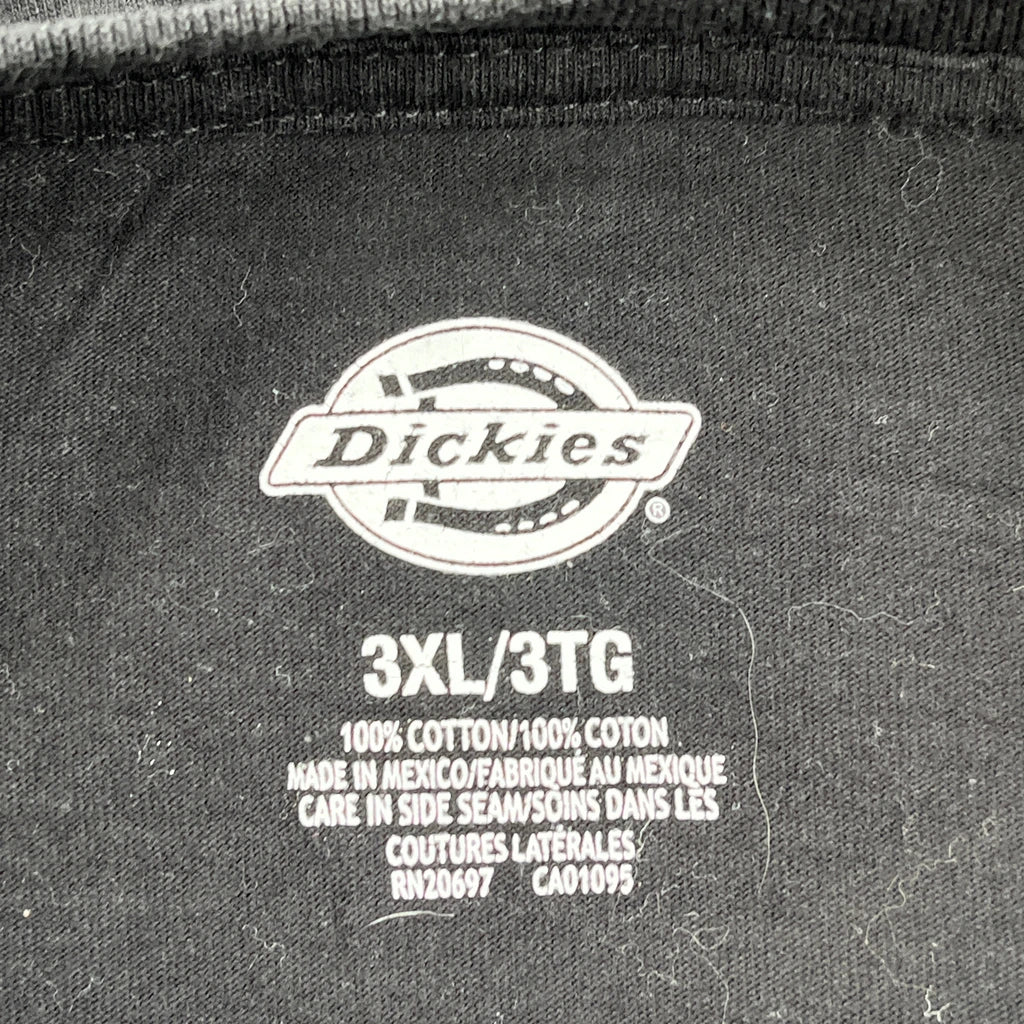 Dickies
®
3XL/3TG
100% COTTON/100% COTON
MADE IN MEXICO/FABRIQUÉ AU MEXIQUE
CARE IN SIDE SEAM/SOINS DANS LES
COUTURES LATÉRALES
RN20697 CA01095